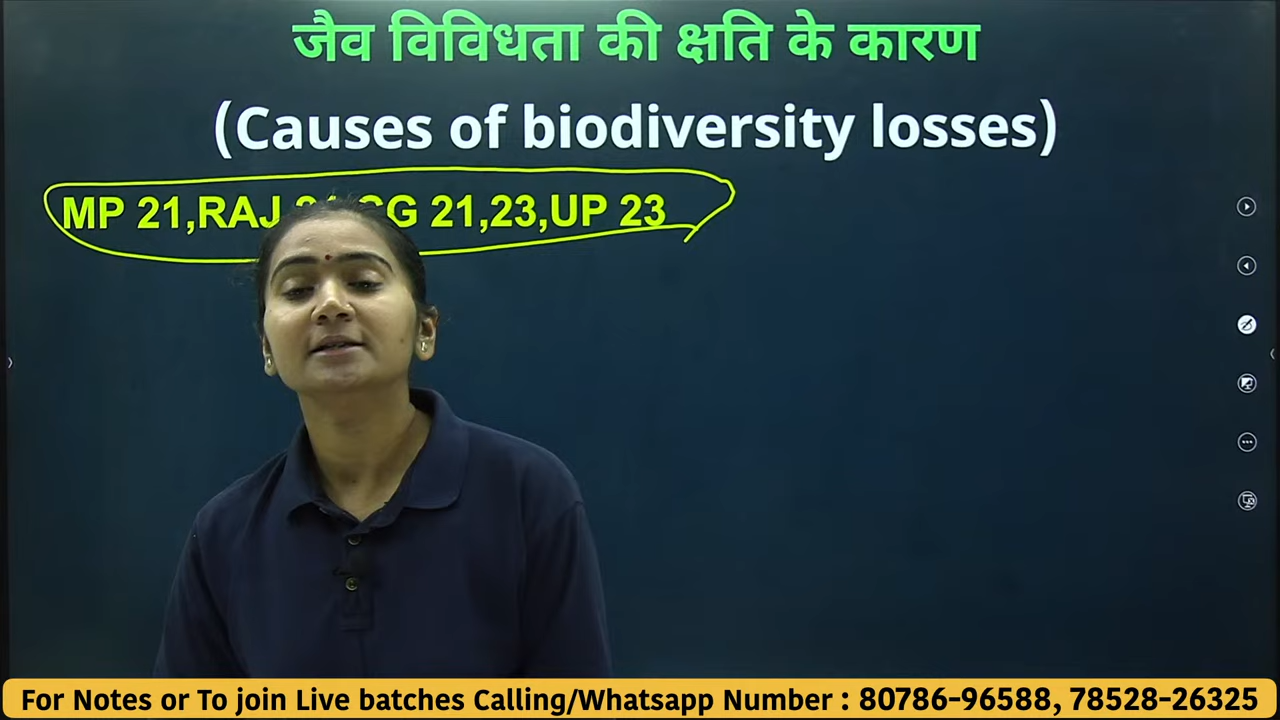 जैव विविधता की क्षति के कारण
(Causes of biodiversity losses)
MP 21,RAJ G 21,23,UP 23
For Notes or To join Live batches Calling/Whatsapp Number : 80786-96588, 78528-26325